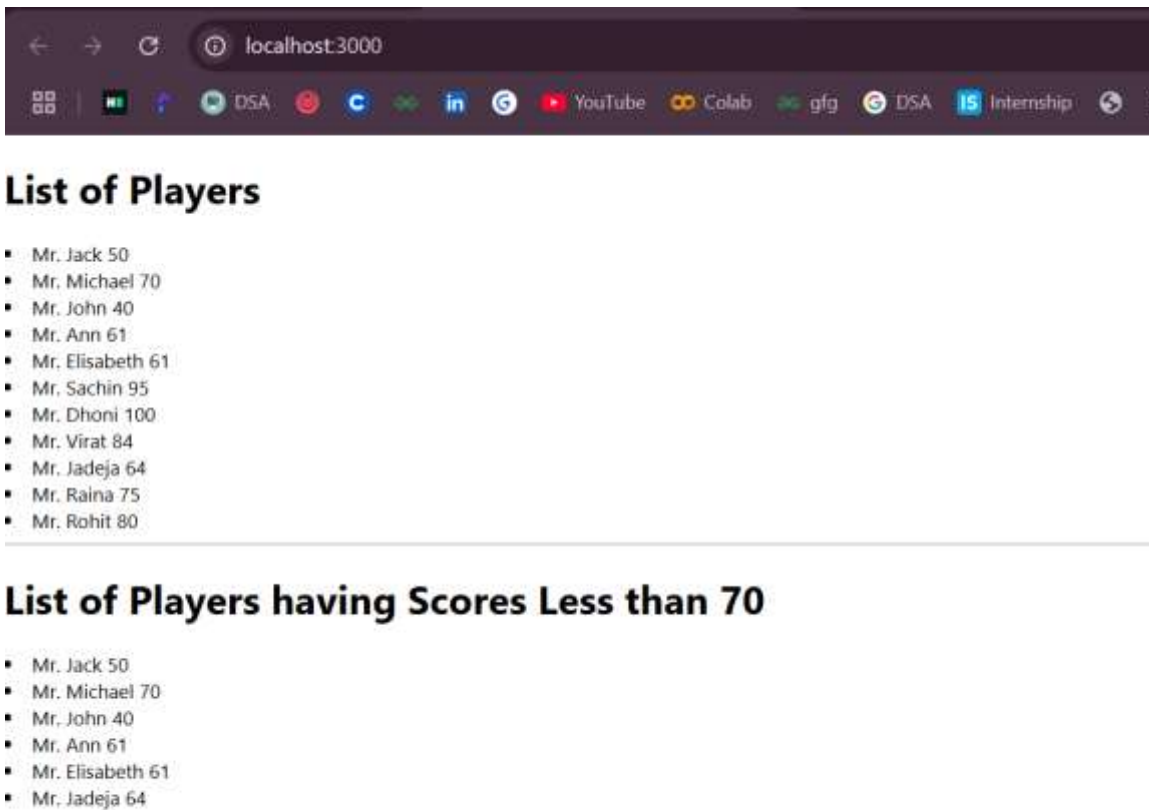 localhost:3000
DSA YouTube Colab gfg DSA IS Internship
List of Players
Mr. Jack 50
Mr. Michael 70
Mr. John 40
Mr. Ann 61
Mr. Elisabeth 61
Mr. Sachin 95
Mr. Dhoni 100
Mr. Virat 84
Mr. Jadeja 64
Mr. Raina 75
Mr. Rohit 80
List of Players having Scores Less than 70
Mr. Jack 50
Mr. Michael 70
Mr. John 40
Mr. Ann 61
Mr. Elisabeth 61
Mr. Jadeja 64